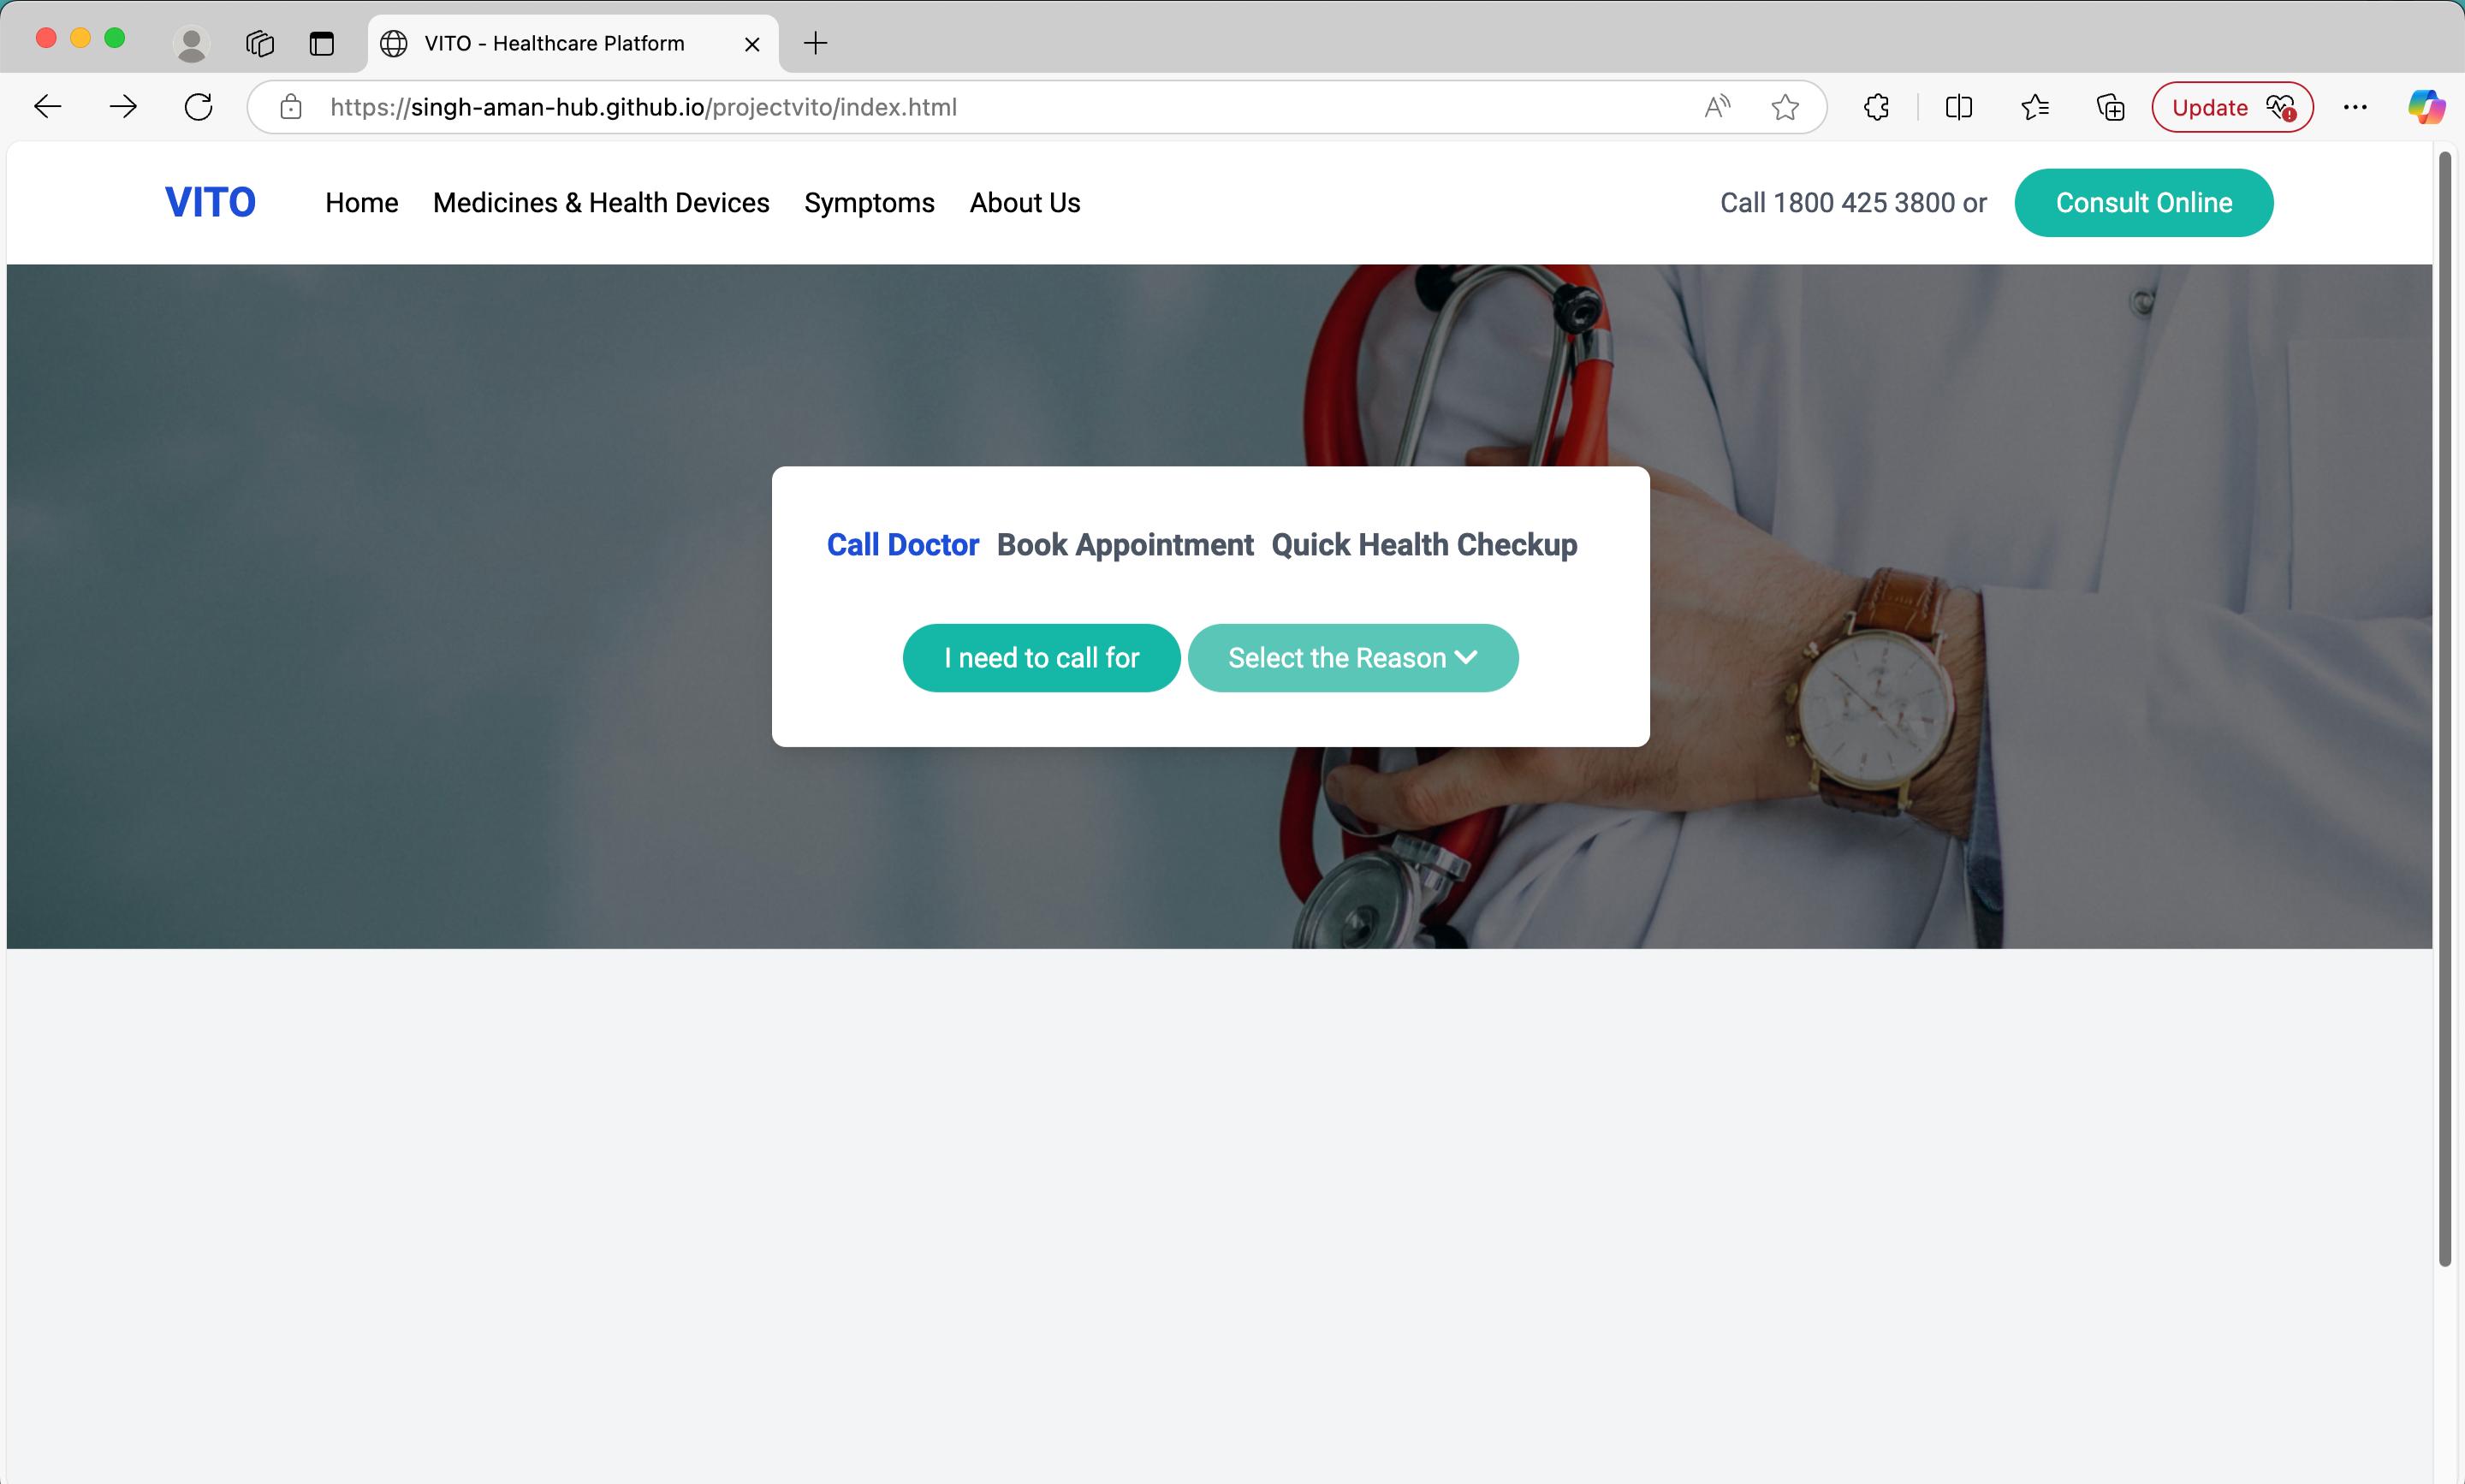 VITO - Healthcare Platform
https://singh-aman-hub.github.io/projectvito/index.html
Update
VITO Home Medicines & Health Devices Symptoms About Us Call 1800 425 3800 or Consult Online
Call Doctor Book Appointment Quick Health Checkup
I need to call for Select the Reason